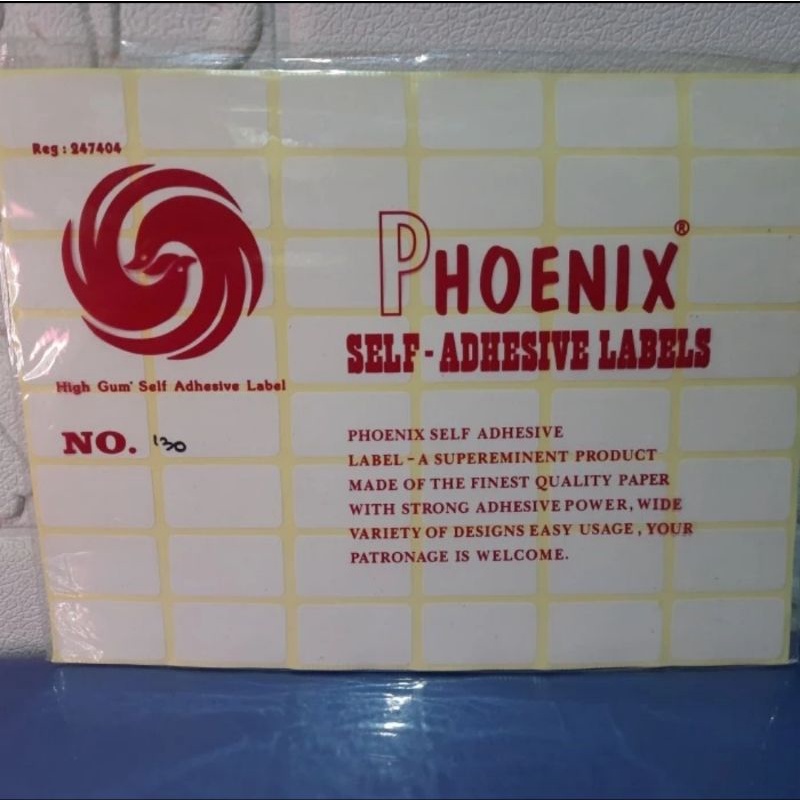 Reg : 247404
PHOENIX®
SELF-ADHESIVE LABELS
High Gum' Self Adhesive Label
NO. 130
PHOENIX SELF ADHESIVE
LABEL - A SUPEREMINENT PRODUCT
MADE OF THE FINEST QUALITY PAPER
WITH STRONG ADHESIVE POWER, WIDE
VARIETY OF DESIGNS EASY USAGE, YOUR
PATRONAGE IS WELCOME.